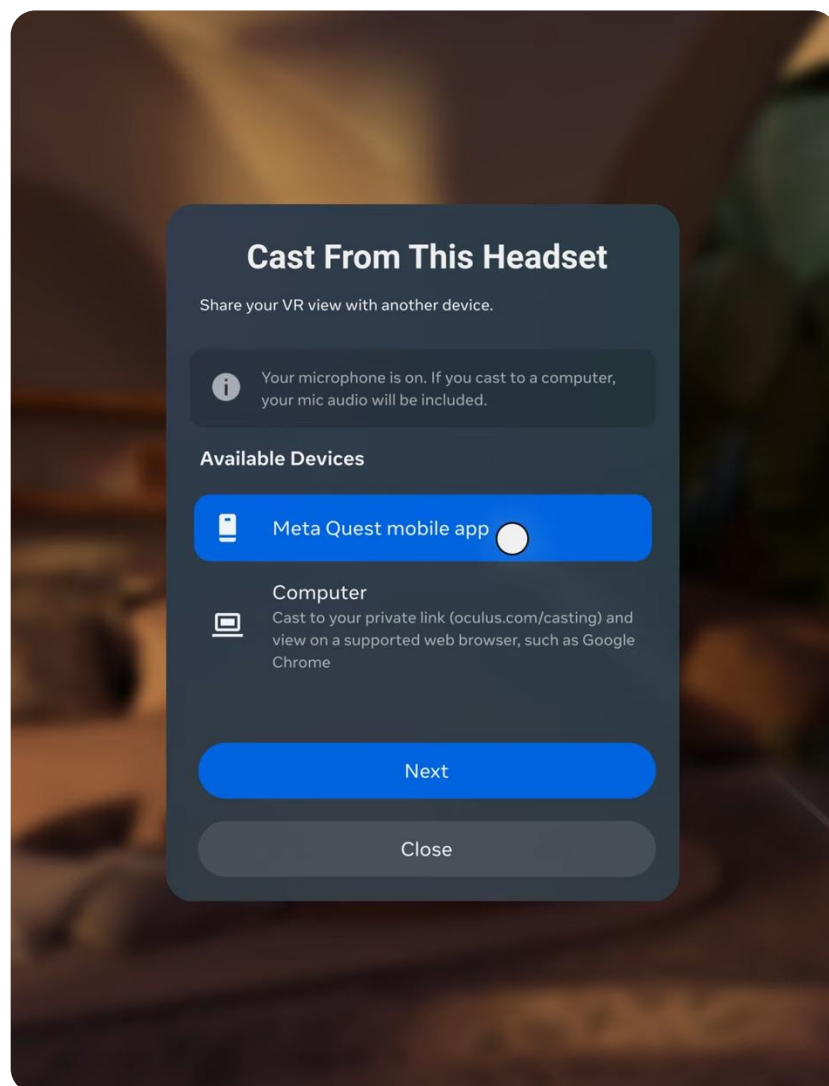 Cast From This Headset
Share your VR view with another device.
Your microphone is on. If you cast to a computer,
your mic audio will be included.
Available Devices
Meta Quest mobile app
Computer
Cast to your private link (oculus.com/casting) and
view on a supported web browser, such as Google
Chrome
Next
Close